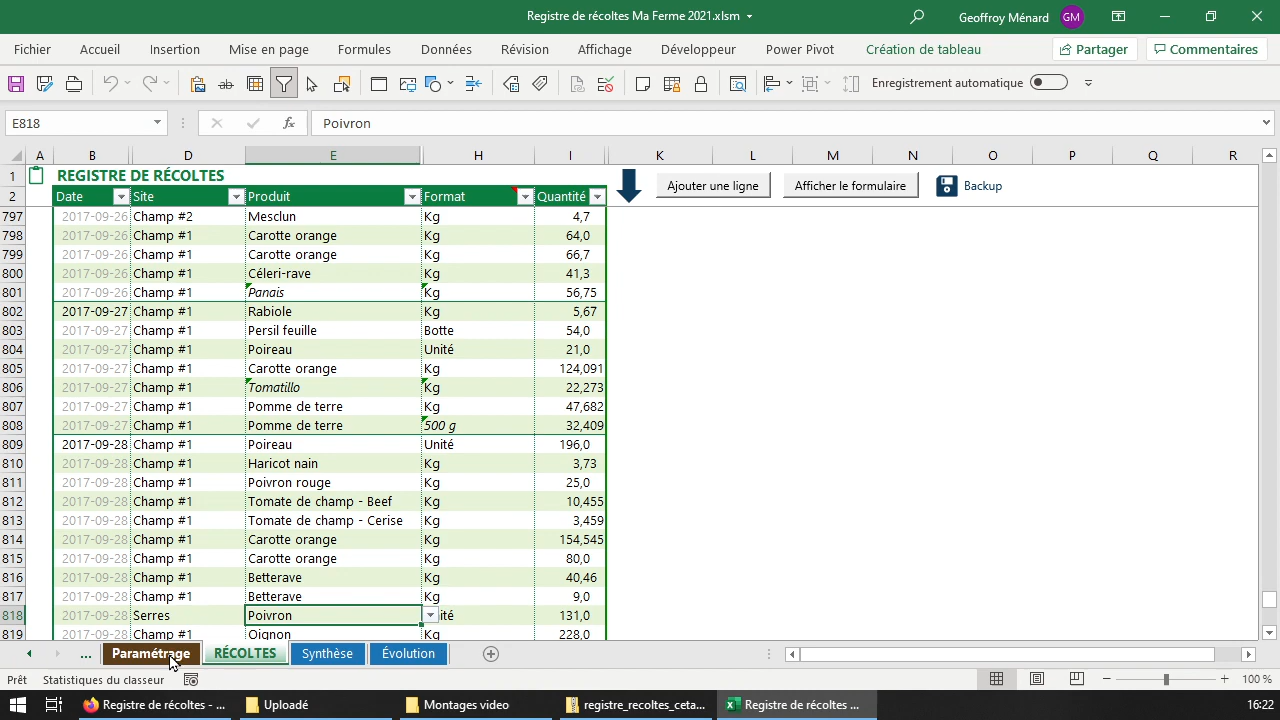 Registre de récoltes Ma Ferme 2021.xlsm
Geoffroy Ménard GM
Fichier Accueil Insertion Mise en page Formules Données Révision Affichage Développeur Power Pivot Création de tableau Partager Commentaires
Enregistrement automatique
E818 fx Poivron
A B D E H I K L M N O P Q R
1 REGISTRE DE RÉCOLTES Ajouter une ligne Afficher le formulaire Backup
2 Date Site Produit Format Quantité
797 2017-09-26 Champ #2 Mesclun Kg 4,7
798 2017-09-26 Champ #1 Carotte orange Kg 64,0
799 2017-09-26 Champ #1 Carotte orange Kg 66,7
800 2017-09-26 Champ #1 Céleri-rave Kg 41,3
801 2017-09-26 Champ #1 Panais Kg 56,75
802 2017-09-27 Champ #1 Rabiole Kg 5,67
803 2017-09-27 Champ #1 Persil feuille Botte 54,0
804 2017-09-27 Champ #1 Poireau Unité 21,0
805 2017-09-27 Champ #1 Carotte orange Kg 124,091
806 2017-09-27 Champ #1 Tomatillo Kg 22,273
807 2017-09-27 Champ #1 Pomme de terre Kg 47,682
808 2017-09-27 Champ #1 Pomme de terre 500 g 32,409
809 2017-09-28 Champ #1 Poireau Unité 196,0
810 2017-09-28 Champ #1 Haricot nain Kg 3,73
811 2017-09-28 Champ #1 Poivron rouge Kg 25,0
812 2017-09-28 Champ #1 Tomate de champ - Beef Kg 10,455
813 2017-09-28 Champ #1 Tomate de champ - Cerise Kg 3,459
814 2017-09-28 Champ #1 Carotte orange Kg 154,545
815 2017-09-28 Champ #1 Carotte orange Kg 80,0
816 2017-09-28 Champ #1 Betterave Kg 40,46
817 2017-09-28 Champ #1 Betterave Kg 9,0
818 2017-09-28 Serres Poivron ité 131,0
819 2017-09-28 Champ #1 Oignon Kg 228,0
... Paramétrage RÉCOLTES Synthèse Évolution
Prêt Statistiques du classeur 100 %
Registre de récoltes - ... Uploadé Montages video registre_recoltes_ceta... Registre de récoltes ... 16:22